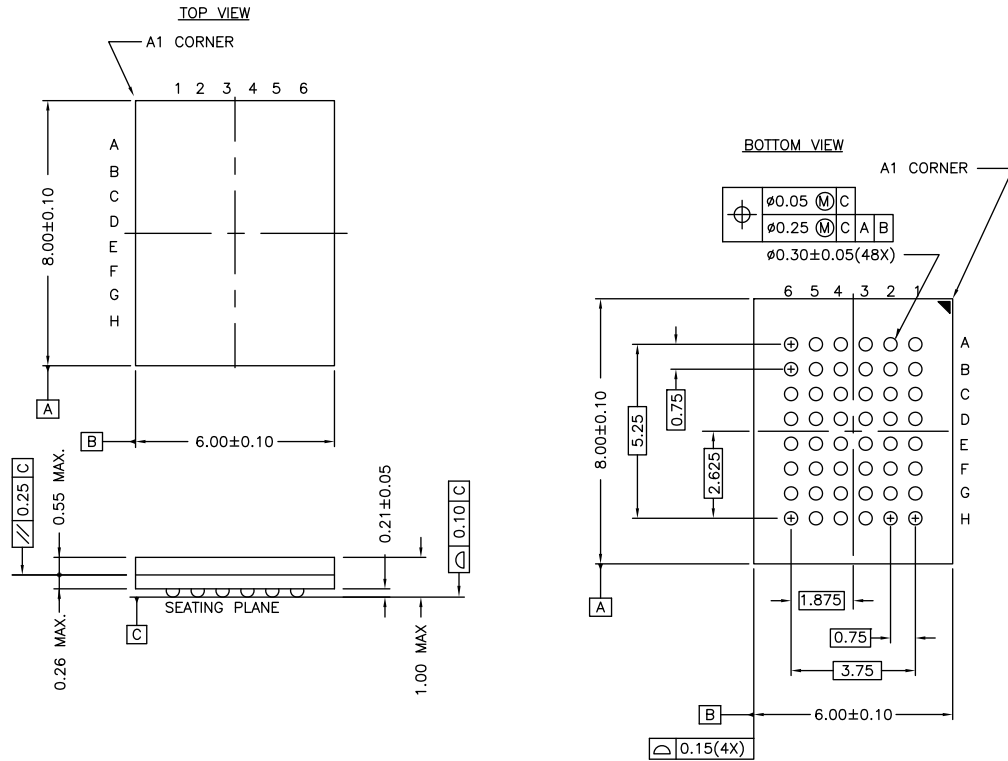 TOP VIEW
A1 CORNER
1 2 3 4 5 6
A
B
C
D
E
F
G
H
8.00±0.10
A
B
6.00±0.10
// 0.25 C
0.55 MAX.
0.21±0.05
⌓ 0.10 C
SEATING PLANE
C
0.26 MAX.
1.00 MAX
BOTTOM VIEW
A1 CORNER
⌖ ø0.05 Ⓜ C
ø0.25 Ⓜ C A B
ø0.30±0.05(48X)
6 5 4 3 2 1
A
B
C
D
E
F
G
H
8.00±0.10
5.25
0.75
2.625
A
1.875
0.75
3.75
B
6.00±0.10
⌓ 0.15(4X)